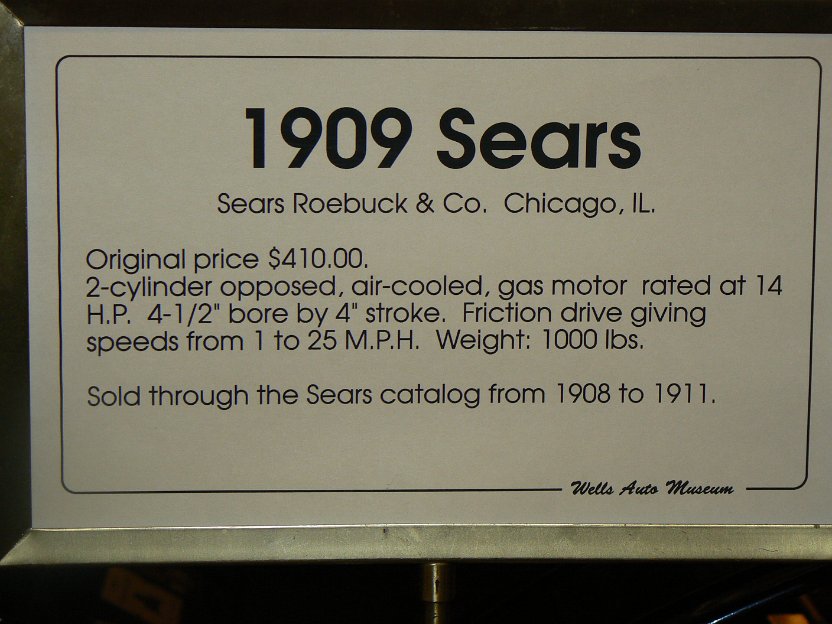 1909 Sears
Sears Roebuck & Co.  Chicago, IL.
Original price $410.00.
2-cylinder opposed, air-cooled, gas motor  rated at 14
H.P.  4-1/2" bore by 4" stroke.  Friction drive giving
speeds from 1 to 25 M.P.H.  Weight: 1000 lbs.
Sold through the Sears catalog from 1908 to 1911.
Wells Auto Museum